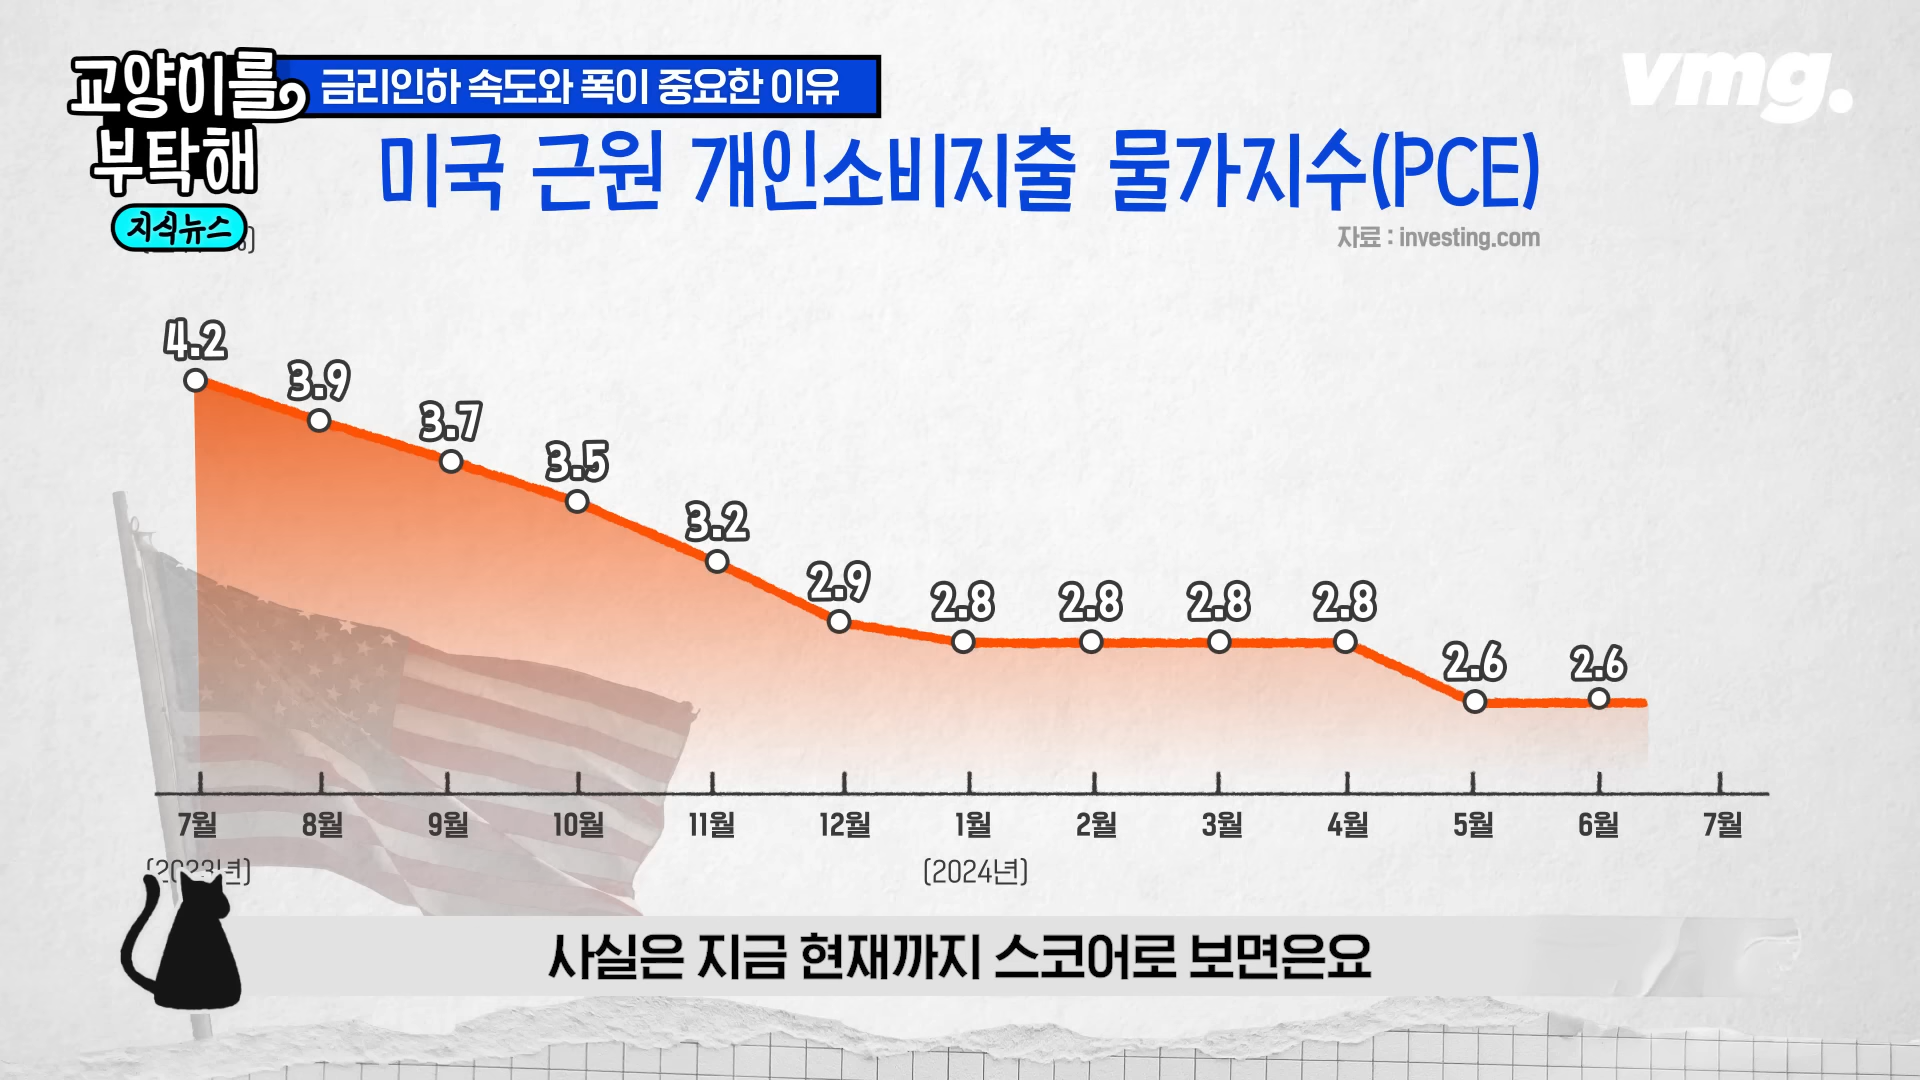 교양이를
부탁해
지식뉴스
금리인하 속도와 폭이 중요한 이유
vmg.
미국 근원 개인소비지출 물가지수(PCE)
자료 : investing.com
4.2
3.9
3.7
3.5
3.2
2.9
2.8
2.8
2.8
2.8
2.6
2.6
7월 8월 9월 10월 11월 12월 1월 2월 3월 4월 5월 6월 7월
(2023년) (2024년)
사실은 지금 현재까지 스코어로 보면은요